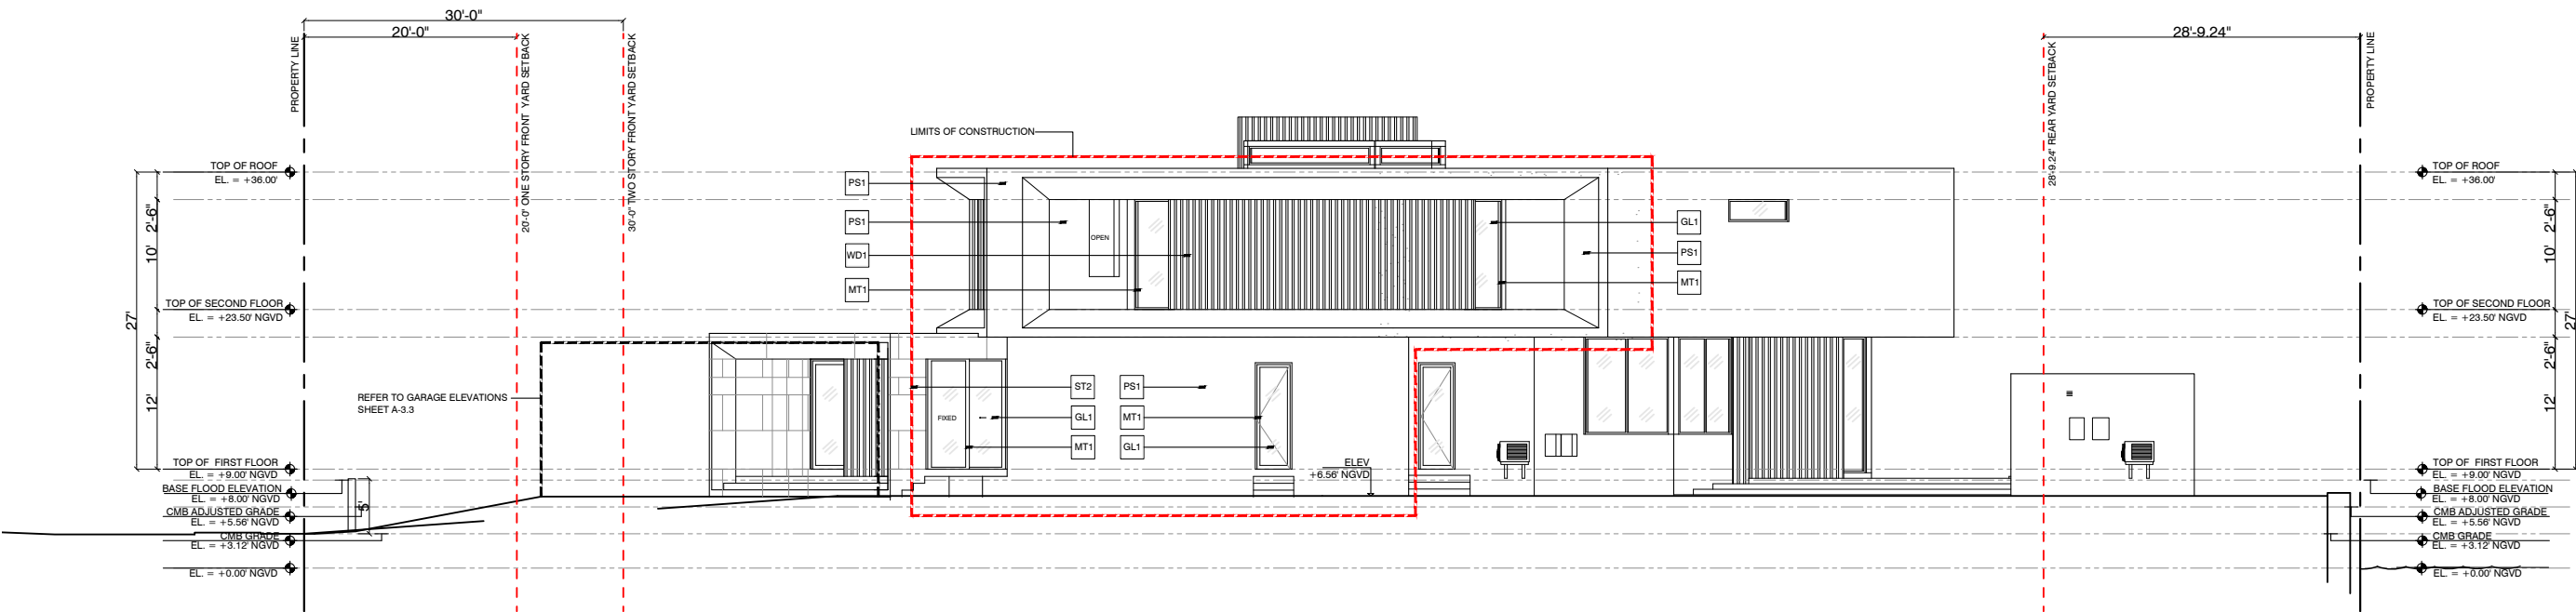 30'-0"
20'-0"
28'-9.24"
PROPERTY LINE
20'-0" ONE STORY FRONT YARD SETBACK
30'-0" TWO STORY FRONT YARD SETBACK
28'-9.24' REAR YARD SETBACK
PROPERTY LINE
LIMITS OF CONSTRUCTION
TOP OF ROOF
EL. = +36.00'
TOP OF ROOF
EL. = +36.00'
PS1
PS1
WD1
MT1
OPEN
GL1
PS1
MT1
2'-6"
10'
27'
2'-6"
12'
2'-6"
10'
27'
2'-6"
12'
TOP OF SECOND FLOOR
EL. = +23.50' NGVD
TOP OF SECOND FLOOR
EL. = +23.50' NGVD
REFER TO GARAGE ELEVATIONS
SHEET A-3.3
FIXED
ST2
GL1
MT1
PS1
MT1
GL1
ELEV
+6.56' NGVD
TOP OF FIRST FLOOR
EL. = +9.00' NGVD
BASE FLOOD ELEVATION
EL. = +8.00' NGVD
CMB ADJUSTED GRADE
EL. = +5.56' NGVD
CMB GRADE
EL. = +3.12' NGVD
EL. = +0.00' NGVD
5'
TOP OF FIRST FLOOR
EL. = +9.00' NGVD
BASE FLOOD ELEVATION
EL. = +8.00' NGVD
CMB ADJUSTED GRADE
EL. = +5.56' NGVD
CMB GRADE
EL. = +3.12' NGVD
EL. = +0.00' NGVD